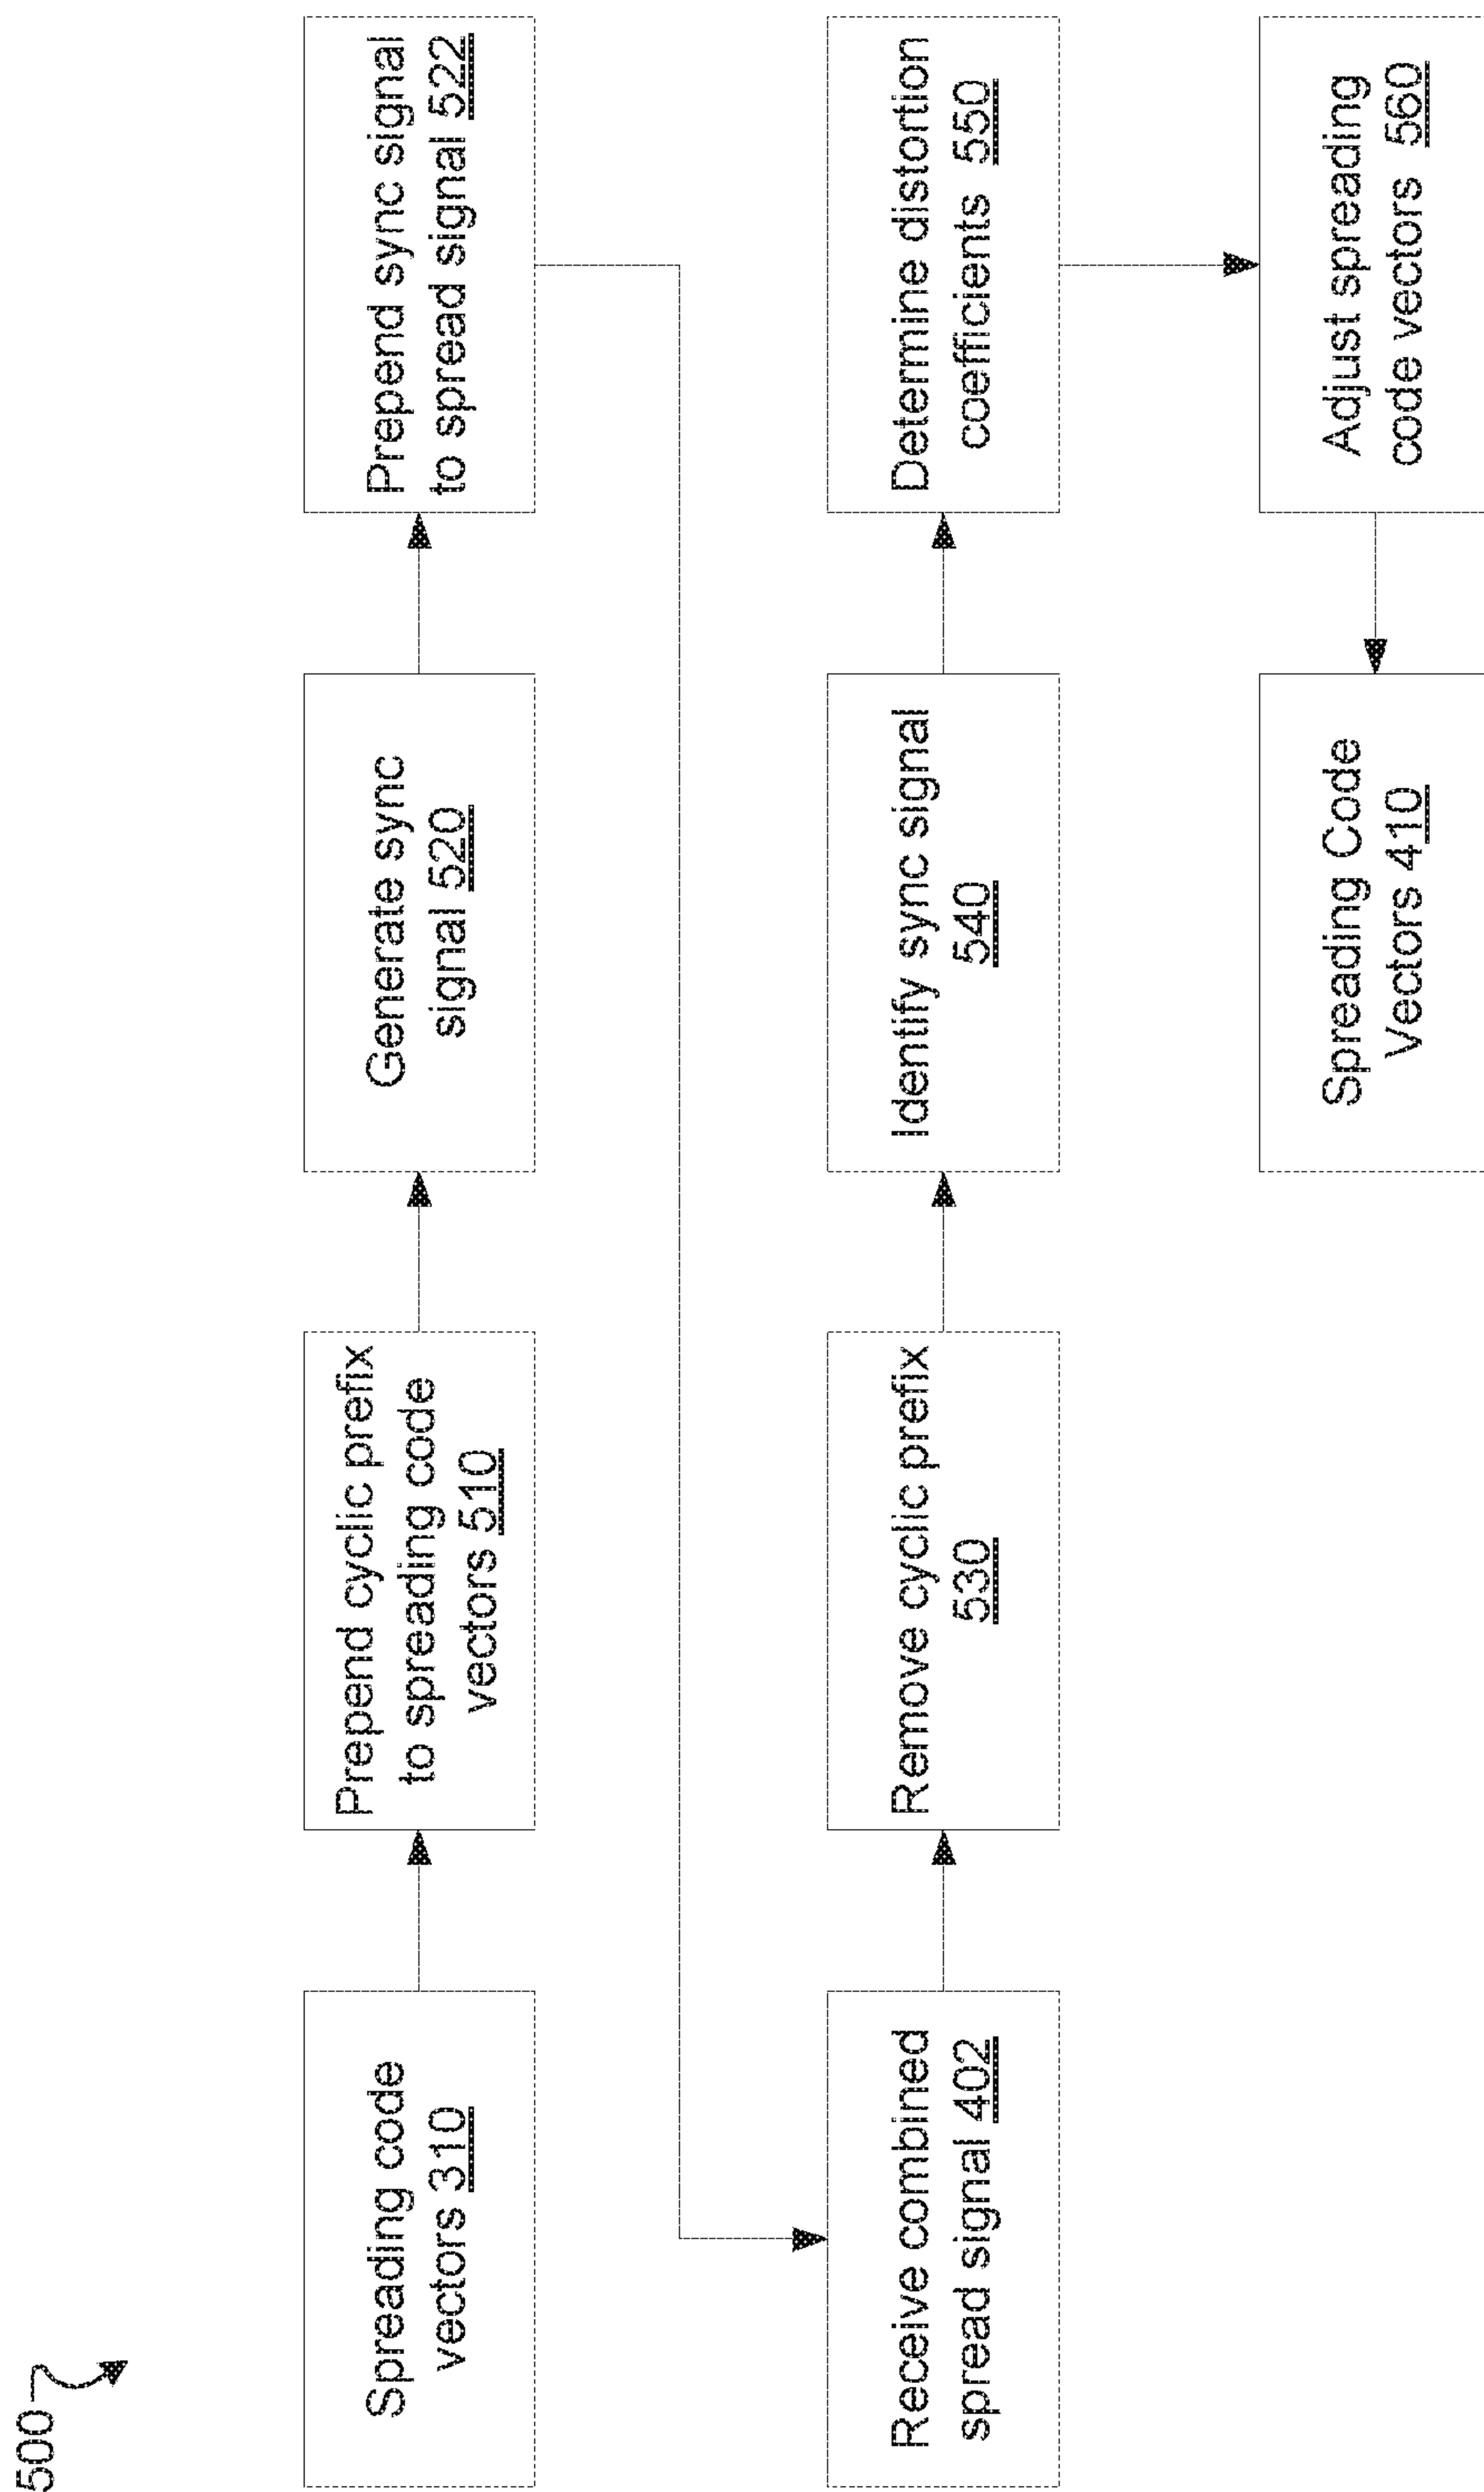 500
Spreading code
vectors 310
Prepend cyclic prefix
to spreading code
vectors 510
Generate sync
signal 520
Prepend sync signal
to spread signal 522
Receive combined
spread signal 402
Remove cyclic prefix
530
Identify sync signal
540
Determine distortion
coefficients 550
Spreading Code
Vectors 410
Adjust spreading
code vectors 560